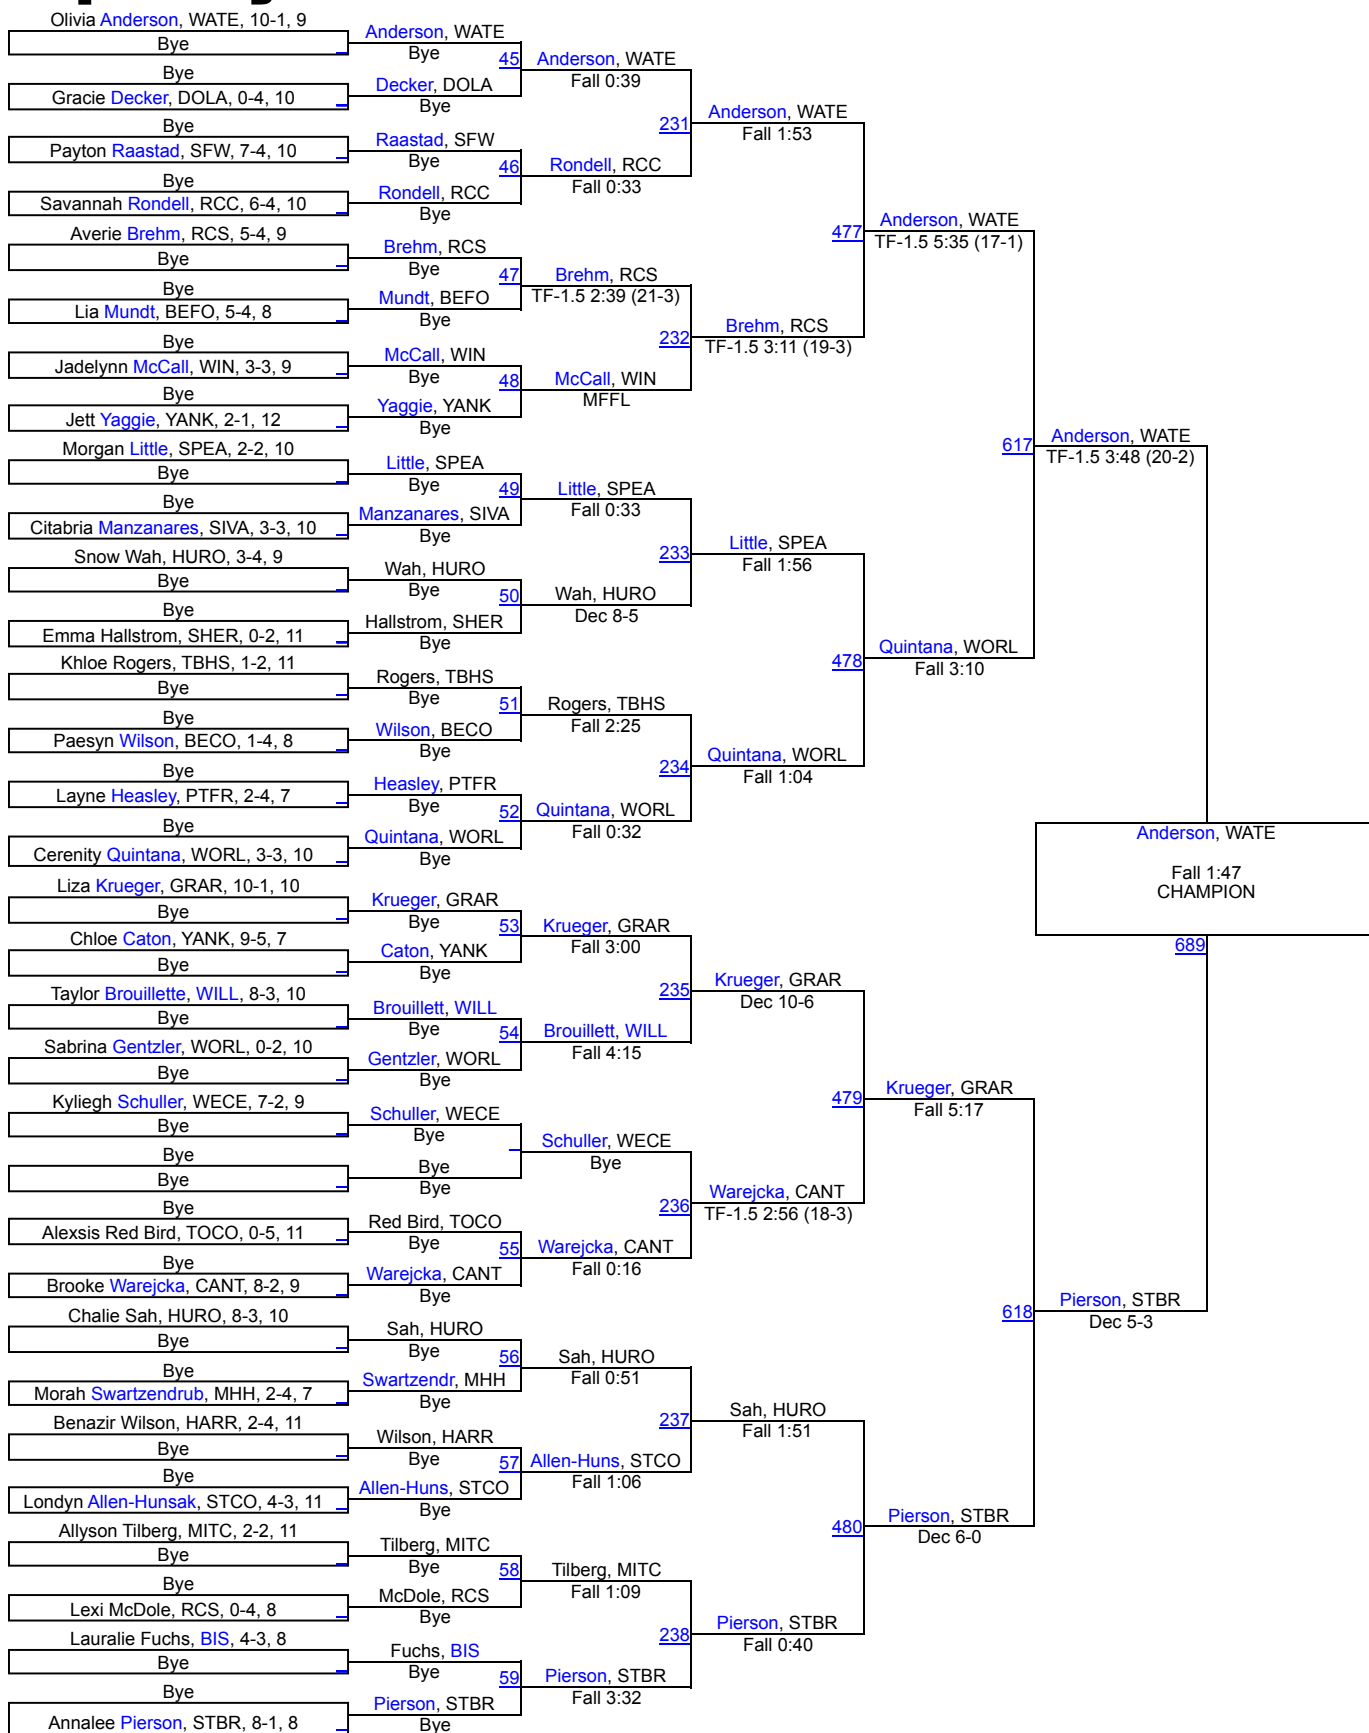 Olivia Anderson, WATE, 10-1, 9
Bye
Bye
Gracie Decker, DOLA, 0-4, 10
Bye
Payton Raastad, SFW, 7-4, 10
Bye
Savannah Rondell, RCC, 6-4, 10
Averie Brehm, RCS, 5-4, 9
Bye
Bye
Lia Mundt, BEFO, 5-4, 8
Bye
Jadelynn McCall, WIN, 3-3, 9
Bye
Jett Yaggie, YANK, 2-1, 12
Morgan Little, SPEA, 2-2, 10
Bye
Bye
Citabria Manzanares, SIVA, 3-3, 10
Snow Wah, HURO, 3-4, 9
Bye
Bye
Emma Hallstrom, SHER, 0-2, 11
Khloe Rogers, TBHS, 1-2, 11
Bye
Bye
Paesyn Wilson, BECO, 1-4, 8
Bye
Layne Heasley, PTFR, 2-4, 7
Bye
Cerenity Quintana, WORL, 3-3, 10
Liza Krueger, GRAR, 10-1, 10
Bye
Chloe Caton, YANK, 9-5, 7
Bye
Taylor Brouillette, WILL, 8-3, 10
Bye
Sabrina Gentzler, WORL, 0-2, 10
Bye
Kyliegh Schuller, WECE, 7-2, 9
Bye
Bye
Bye
Bye
Alexsis Red Bird, TOCO, 0-5, 11
Bye
Brooke Warejcka, CANT, 8-2, 9
Chalie Sah, HURO, 8-3, 10
Bye
Bye
Morah Swartzendrub, MHH, 2-4, 7
Benazir Wilson, HARR, 2-4, 11
Bye
Bye
Londyn Allen-Hunsak, STCO, 4-3, 11
Allyson Tilberg, MITC, 2-2, 11
Bye
Bye
Lexi McDole, RCS, 0-4, 8
Lauralie Fuchs, BIS, 4-3, 8
Bye
Bye
Annalee Pierson, STBR, 8-1, 8
Anderson, WATE
Bye
45
Decker, DOLA
Bye
Raastad, SFW
Bye
46
Rondell, RCC
Bye
Brehm, RCS
Bye
47
Mundt, BEFO
Bye
McCall, WIN
Bye
48
Yaggie, YANK
Bye
Little, SPEA
Bye
49
Manzanares, SIVA
Bye
Wah, HURO
Bye
50
Hallstrom, SHER
Bye
Rogers, TBHS
Bye
51
Wilson, BECO
Bye
Heasley, PTFR
Bye
52
Quintana, WORL
Bye
Krueger, GRAR
Bye
53
Caton, YANK
Bye
Brouillett, WILL
Bye
54
Gentzler, WORL
Bye
Schuller, WECE
Bye
Bye
Bye
Red Bird, TOCO
Bye
55
Warejcka, CANT
Bye
Sah, HURO
Bye
56
Swartzendr, MHH
Bye
Wilson, HARR
Bye
57
Allen-Huns, STCO
Bye
Tilberg, MITC
Bye
58
McDole, RCS
Bye
Fuchs, BIS
Bye
59
Pierson, STBR
Bye
Anderson, WATE
Fall 0:39
231
Rondell, RCC
Fall 0:33
Brehm, RCS
TF-1.5 2:39 (21-3)
232
McCall, WIN
MFFL
Little, SPEA
Fall 0:33
233
Wah, HURO
Dec 8-5
Rogers, TBHS
Fall 2:25
234
Quintana, WORL
Fall 0:32
Krueger, GRAR
Fall 3:00
235
Brouillett, WILL
Fall 4:15
Schuller, WECE
Bye
236
Warejcka, CANT
Fall 0:16
Sah, HURO
Fall 0:51
237
Allen-Huns, STCO
Fall 1:06
Tilberg, MITC
Fall 1:09
238
Pierson, STBR
Fall 3:32
Anderson, WATE
Fall 1:53
477
Brehm, RCS
TF-1.5 3:11 (19-3)
Little, SPEA
Fall 1:56
478
Quintana, WORL
Fall 1:04
Krueger, GRAR
Dec 10-6
479
Warejcka, CANT
TF-1.5 2:56 (18-3)
Sah, HURO
Fall 1:51
480
Pierson, STBR
Fall 0:40
Anderson, WATE
TF-1.5 5:35 (17-1)
617
Quintana, WORL
Fall 3:10
Krueger, GRAR
Fall 5:17
618
Pierson, STBR
Dec 6-0
Anderson, WATE
TF-1.5 3:48 (20-2)
Pierson, STBR
Dec 5-3
Anderson, WATE
Fall 1:47
CHAMPION
689